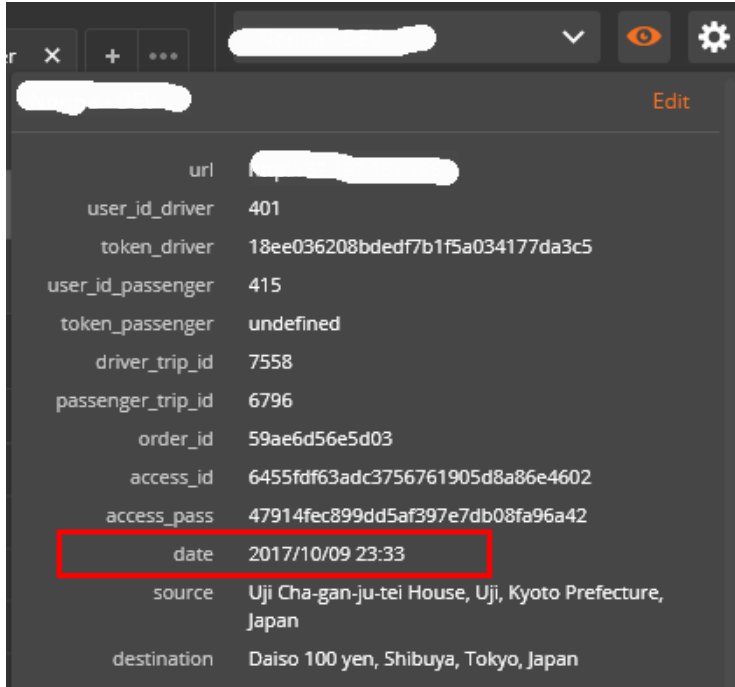 er × + •••
Edit
url
user_id_driver 401
token_driver 18ee036208bdedf7b1f5a034177da3c5
user_id_passenger 415
token_passenger undefined
driver_trip_id 7558
passenger_trip_id 6796
order_id 59ae6d56e5d03
access_id 6455fdf63adc3756761905d8a86e4602
access_pass 47914fec899dd5af397e7db08fa96a42
date 2017/10/09 23:33
source Uji Cha-gan-ju-tei House, Uji, Kyoto Prefecture,
Japan
destination Daiso 100 yen, Shibuya, Tokyo, Japan